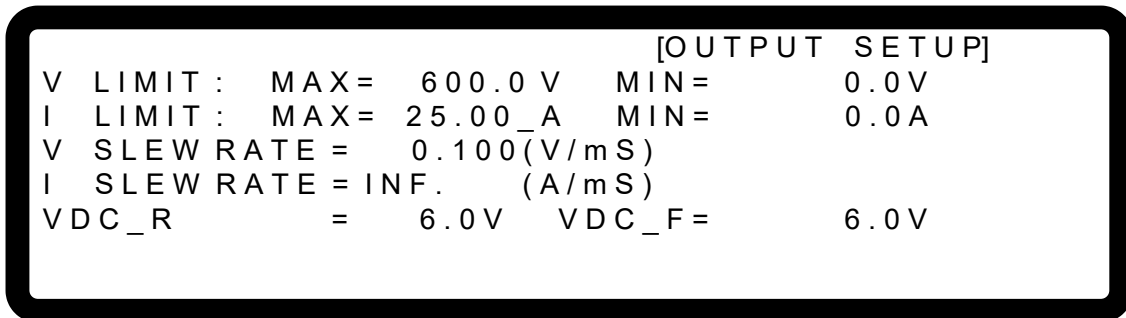 [OUTPUT SETUP]
V LIMIT: MAX= 600.0V MIN= 0.0V
I LIMIT: MAX= 25.00_A MIN= 0.0A
V SLEW RATE= 0.100(V/mS)
I SLEW RATE=INF. (A/mS)
VDC_R = 6.0V VDC_F= 6.0V